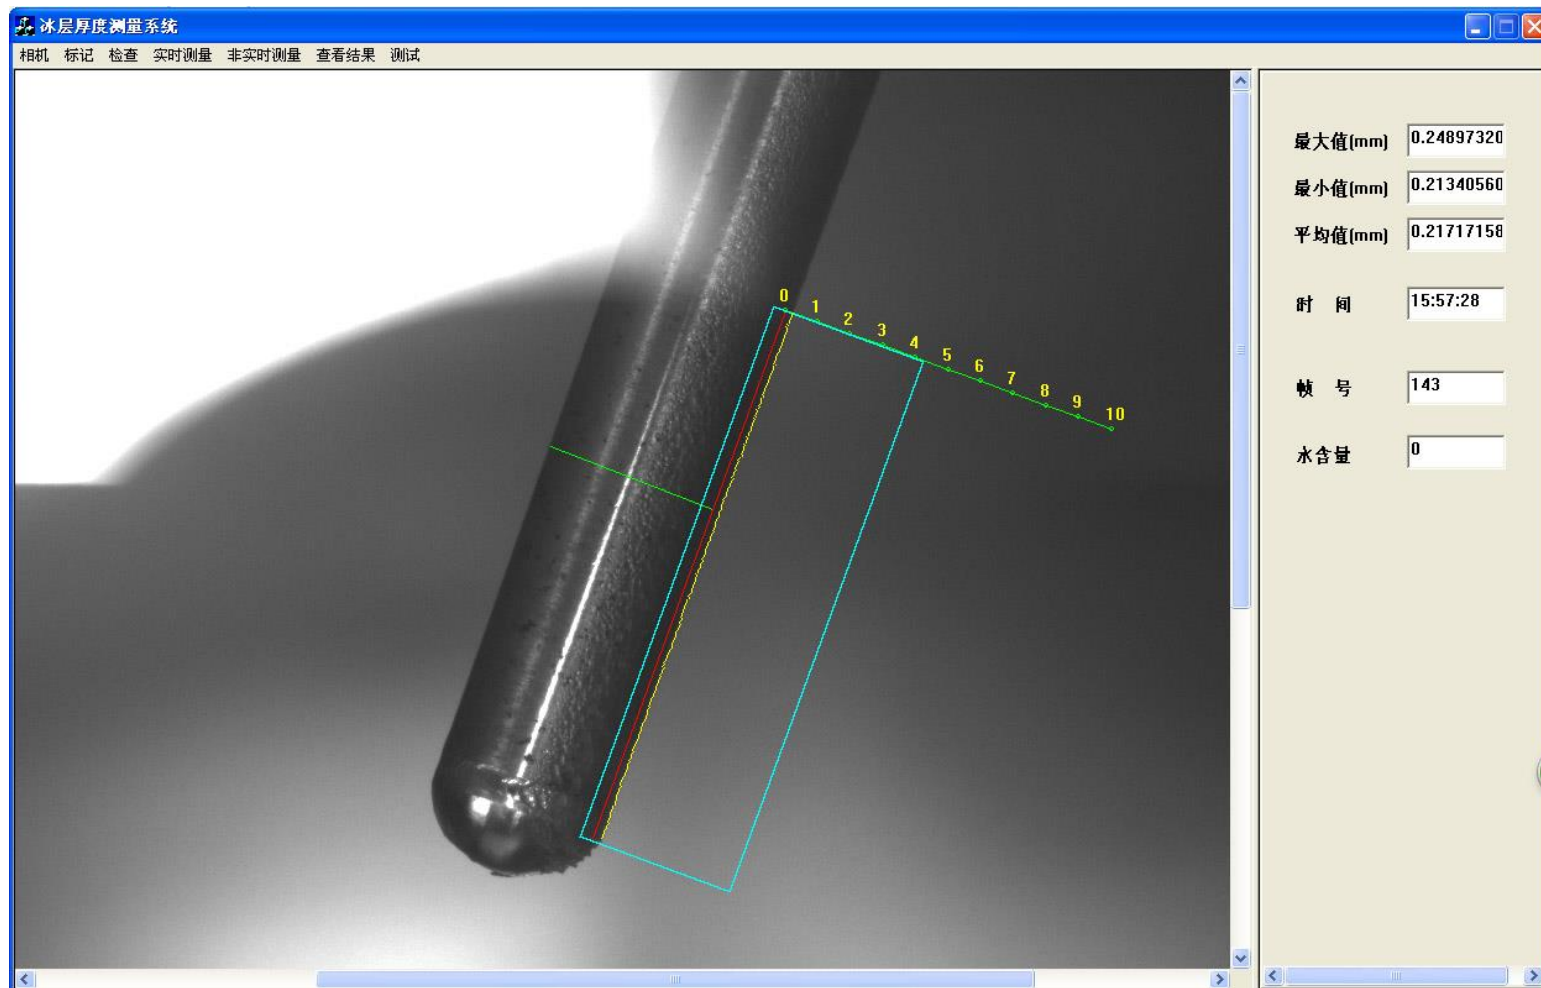 冰层厚度测量系统
相机 标记 检查 实时测量 非实时测量 查看结果 测试
0
1
2
3
4
5
6
7
8
9
10
最大值(mm) 0.24897320
最小值(mm) 0.21340560
平均值(mm) 0.21717158
时 间 15:57:28
帧 号 143
水含量 0